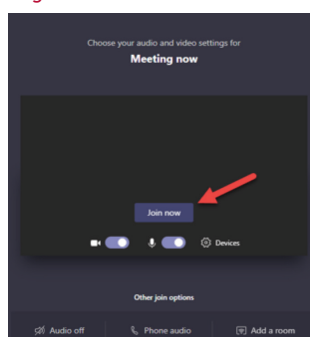 Choose your audio and video settings for
Meeting now
Join now
Devices
Other join options
Audio off Phone audio Add a room